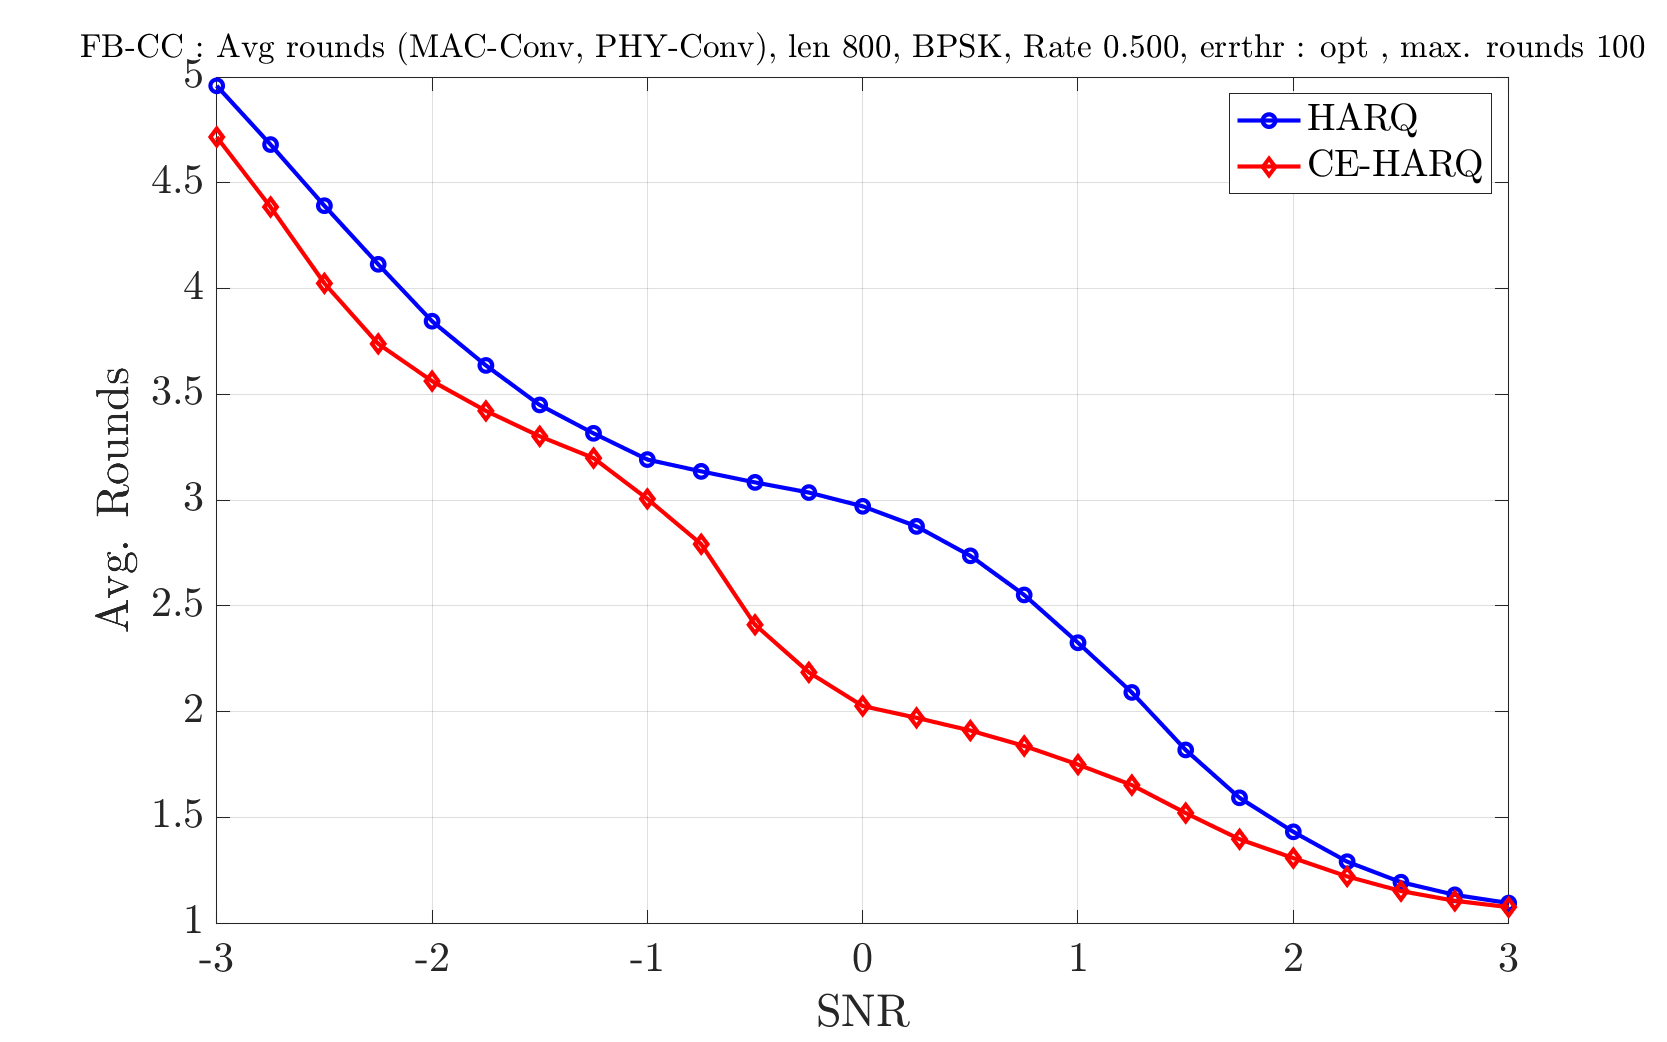 FB-CC : Avg rounds (MAC-Conv, PHY-Conv), len 800, BPSK, Rate 0.500, errthr : opt , max. rounds 100
HARQ
CE-HARQ
Avg. Rounds
5
4.5
4
3.5
3
2.5
2
1.5
1
-3 -2 -1 0 1 2 3
SNR